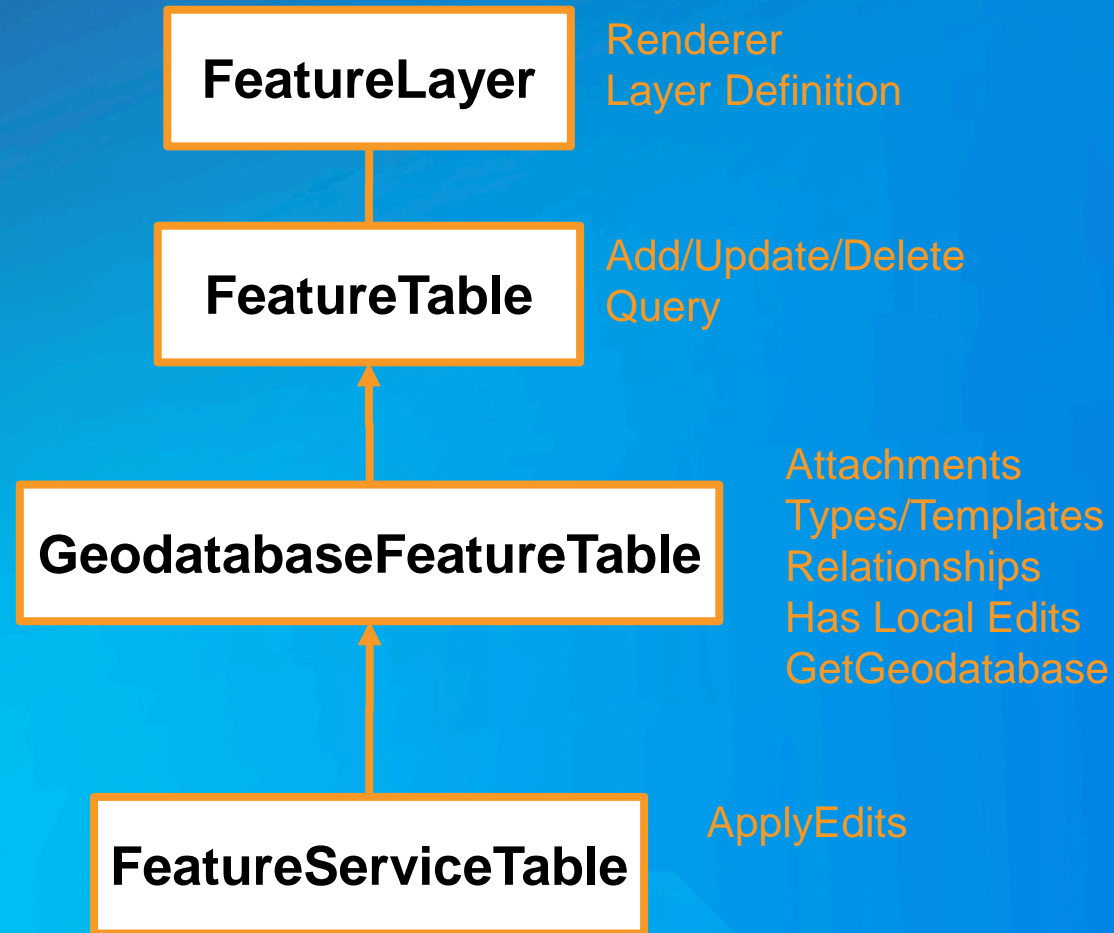 FeatureLayer
Renderer
Layer Definition
FeatureTable
Add/Update/Delete
Query
GeodatabaseFeatureTable
Attachments
Types/Templates
Relationships
Has Local Edits
GetGeodatabase
FeatureServiceTable
ApplyEdits